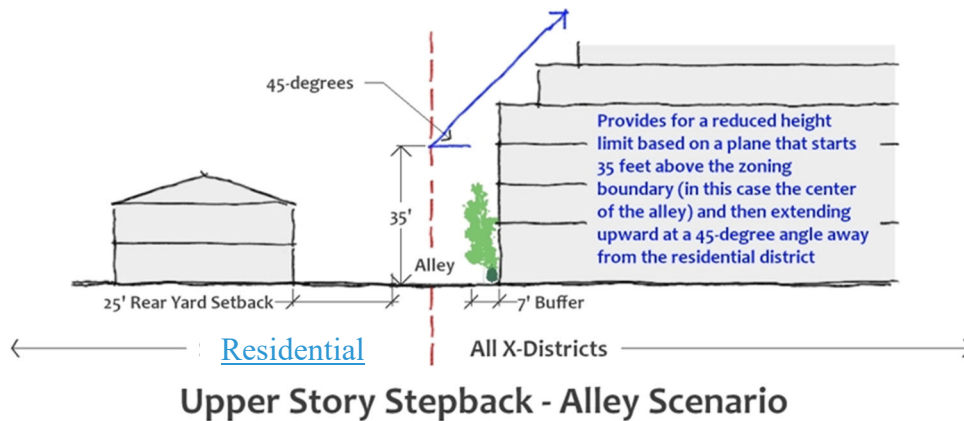 45-degrees
Provides for a reduced height
limit based on a plane that starts
35 feet above the zoning
boundary (in this case the center
of the alley) and then extending
upward at a 45-degree angle away
from the residential district
35'
Alley
25' Rear Yard Setback
7' Buffer
Residential
All X-Districts
Upper Story Stepback - Alley Scenario